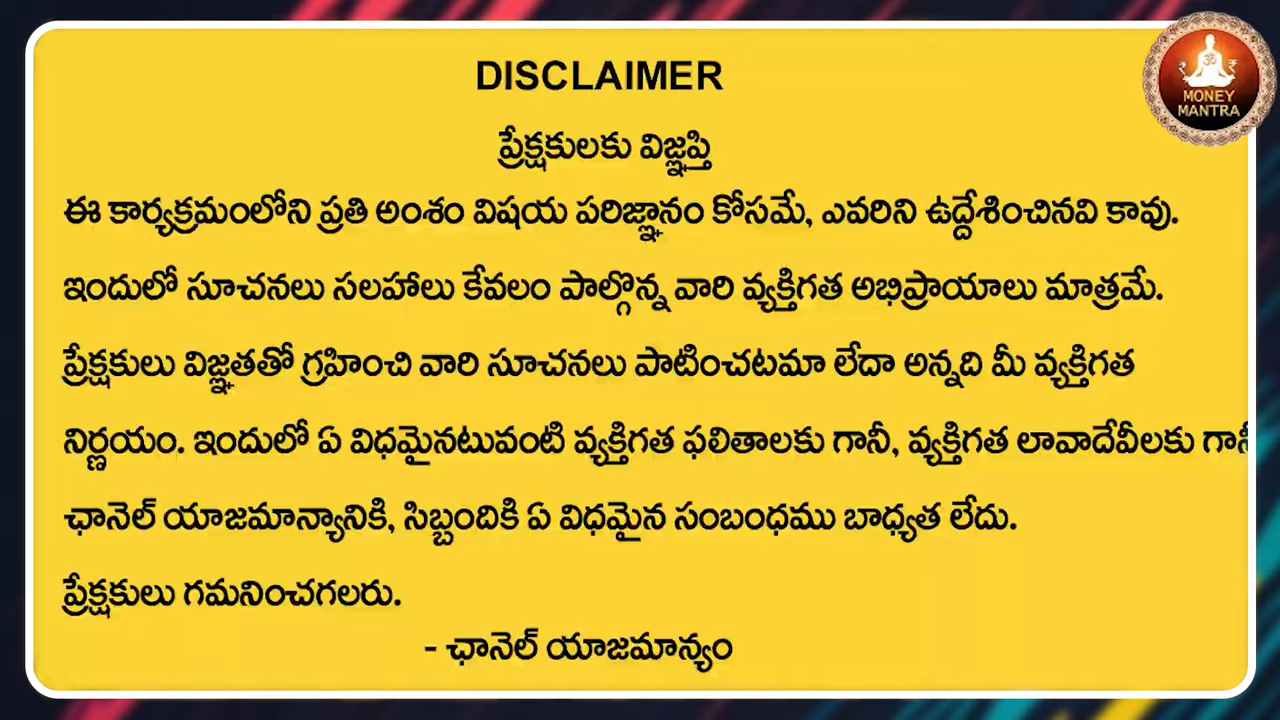 DISCLAIMER
MONEY
MANTRA
ప్రేక్షకులకు విజ్ఞప్తి
ఈ కార్యక్రమంలోని ప్రతి అంశం విషయ పరిజ్ఞానం కోసమే, ఎవరిని ఉద్దేశించినవి కావు.
ఇందులో సూచనలు సలహాలు కేవలం పాల్గొన్న వారి వ్యక్తిగత అభిప్రాయాలు మాత్రమే.
ప్రేక్షకులు విజ్ఞతతో గ్రహించి వారి సూచనలు పాటించటమా లేదా అన్నది మీ వ్యక్తిగత
నిర్ణయం. ఇందులో ఏ విధమైనటువంటి వ్యక్తిగత ఫలితాలకు గానీ, వ్యక్తిగత లావాదేవీలకు గానీ
ఛానెల్ యాజమాన్యానికి, సిబ్బందికి ఏ విధమైన సంబంధము బాధ్యత లేదు.
ప్రేక్షకులు గమనించగలరు.
- ఛానెల్ యాజమాన్యం